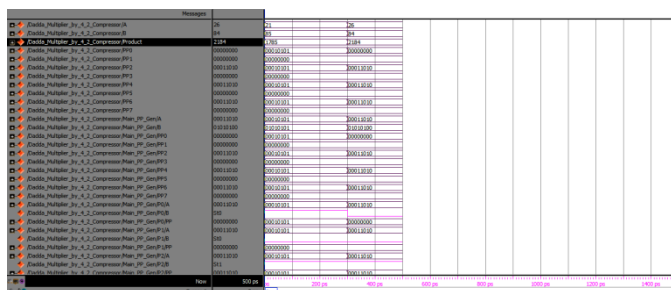 Messages
/Dadda_Multiplier_by_4_2_Compressor/A 26 21 26
/Dadda_Multiplier_by_4_2_Compressor/B 84 85 84
/Dadda_Multiplier_by_4_2_Compressor/Product 2184 1785 2184
/Dadda_Multiplier_by_4_2_Compressor/PP0 00000000 00010101 00000000
/Dadda_Multiplier_by_4_2_Compressor/PP1 00000000 00000000
/Dadda_Multiplier_by_4_2_Compressor/PP2 00011010 00010101 00011010
/Dadda_Multiplier_by_4_2_Compressor/PP3 00000000 00000000
/Dadda_Multiplier_by_4_2_Compressor/PP4 00011010 00010101 00011010
/Dadda_Multiplier_by_4_2_Compressor/PP5 00000000 00000000
/Dadda_Multiplier_by_4_2_Compressor/PP6 00011010 00010101 00011010
/Dadda_Multiplier_by_4_2_Compressor/PP7 00000000 00000000
/Dadda_Multiplier_by_4_2_Compressor/Main_PP_Gen/A 00011010 00010101 00011010
/Dadda_Multiplier_by_4_2_Compressor/Main_PP_Gen/B 01010100 01010101 01010100
/Dadda_Multiplier_by_4_2_Compressor/Main_PP_Gen/PP0 00000000 00010101 00000000
/Dadda_Multiplier_by_4_2_Compressor/Main_PP_Gen/PP1 00000000 00000000
/Dadda_Multiplier_by_4_2_Compressor/Main_PP_Gen/PP2 00011010 00010101 00011010
/Dadda_Multiplier_by_4_2_Compressor/Main_PP_Gen/PP3 00000000 00000000
/Dadda_Multiplier_by_4_2_Compressor/Main_PP_Gen/PP4 00011010 00010101 00011010
/Dadda_Multiplier_by_4_2_Compressor/Main_PP_Gen/PP5 00000000 00000000
/Dadda_Multiplier_by_4_2_Compressor/Main_PP_Gen/PP6 00011010 00010101 00011010
/Dadda_Multiplier_by_4_2_Compressor/Main_PP_Gen/PP7 00000000 00000000
/Dadda_Multiplier_by_4_2_Compressor/Main_PP_Gen/P0/A 00011010 00010101 00011010
/Dadda_Multiplier_by_4_2_Compressor/Main_PP_Gen/P0/B St0
/Dadda_Multiplier_by_4_2_Compressor/Main_PP_Gen/P0/PP 00000000 00010101 00000000
/Dadda_Multiplier_by_4_2_Compressor/Main_PP_Gen/P1/A 00011010 00010101 00011010
/Dadda_Multiplier_by_4_2_Compressor/Main_PP_Gen/P1/B St0
/Dadda_Multiplier_by_4_2_Compressor/Main_PP_Gen/P1/PP 00000000 00000000
/Dadda_Multiplier_by_4_2_Compressor/Main_PP_Gen/P2/A 00011010 00010101 00011010
/Dadda_Multiplier_by_4_2_Compressor/Main_PP_Gen/P2/B St1
/Dadda_Multiplier_by_4_2_Compressor/Main_PP_Gen/P2/PP 00011010 00010101 00011010
Now 500 ps 200 ps 400 ps 600 ps 800 ps 1000 ps 1200 ps 1400 ps